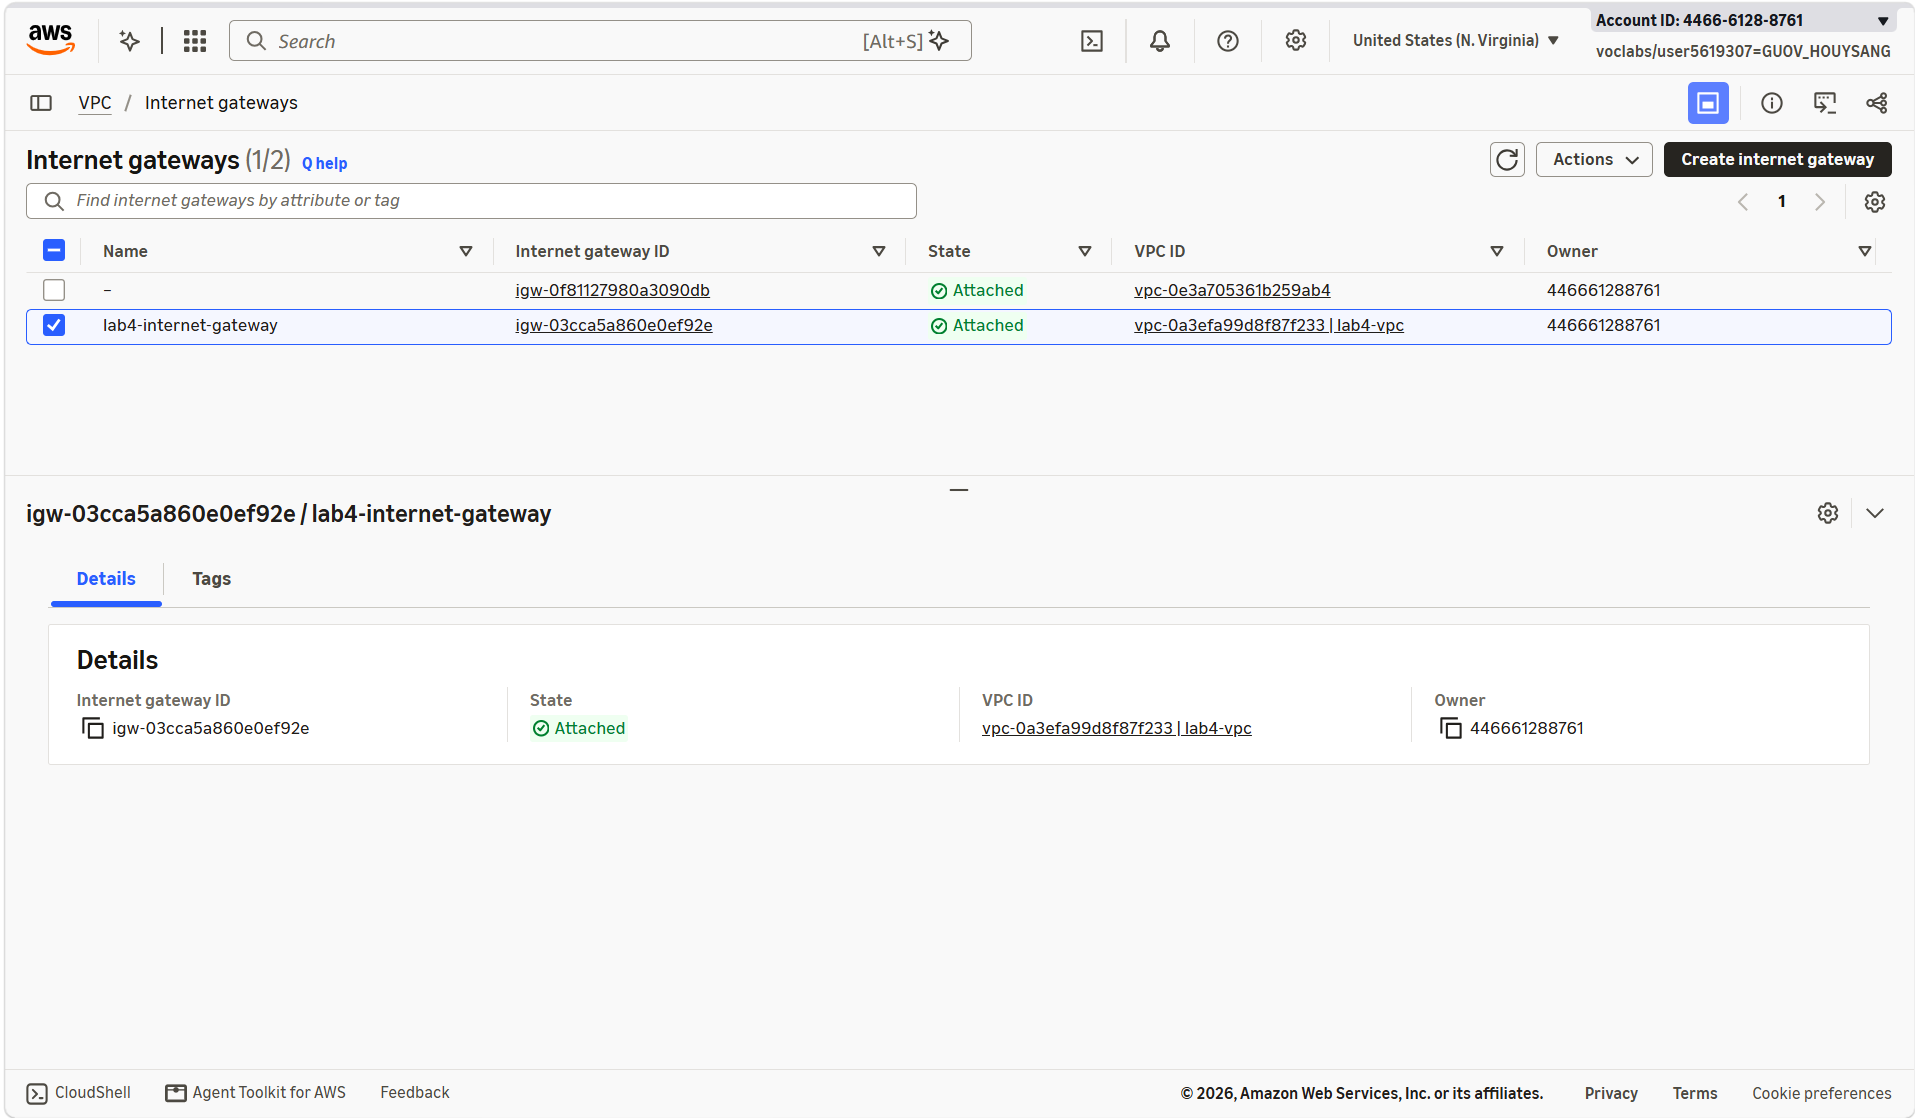 aws
Search [Alt+S]
United States (N. Virginia)
Account ID: 4466-6128-8761
voclabs/user5619307=GUOV_HOUYSANG
VPC / Internet gateways
Internet gateways (1/2) Q help
Actions
Create internet gateway
Find internet gateways by attribute or tag
1
Name Internet gateway ID State VPC ID Owner
– igw-0f81127980a3090db Attached vpc-0e3a705361b259ab4 446661288761
lab4-internet-gateway igw-03cca5a860e0ef92e Attached vpc-0a3efa99d8f87f233 | lab4-vpc 446661288761
igw-03cca5a860e0ef92e / lab4-internet-gateway
Details Tags
Details
Internet gateway ID State VPC ID Owner
igw-03cca5a860e0ef92e Attached vpc-0a3efa99d8f87f233 | lab4-vpc 446661288761
CloudShell Agent Toolkit for AWS Feedback © 2026, Amazon Web Services, Inc. or its affiliates. Privacy Terms Cookie preferences